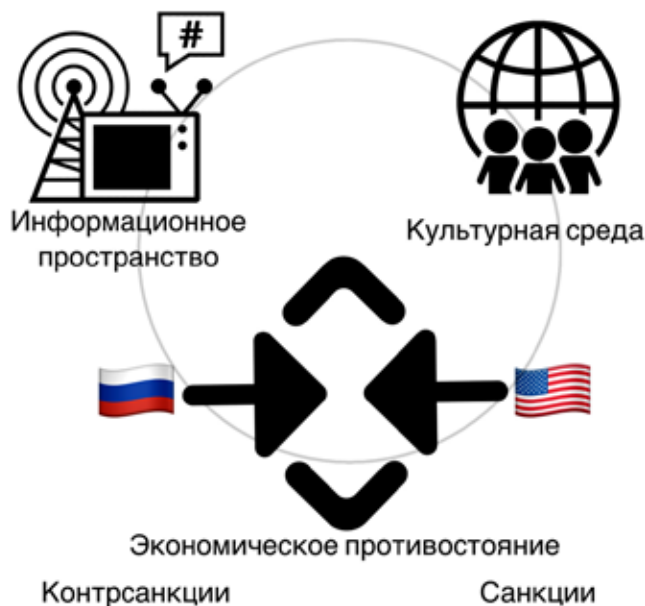 #
Информационное
пространство
Культурная среда
Экономическое противостояние
Контрсанкции
Санкции